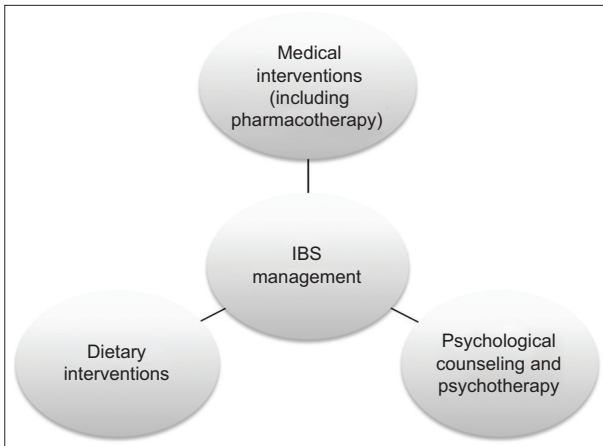 Medical
interventions
(including
pharmacotherapy)
IBS
management
Dietary
interventions
Psychological
counseling and
psychotherapy